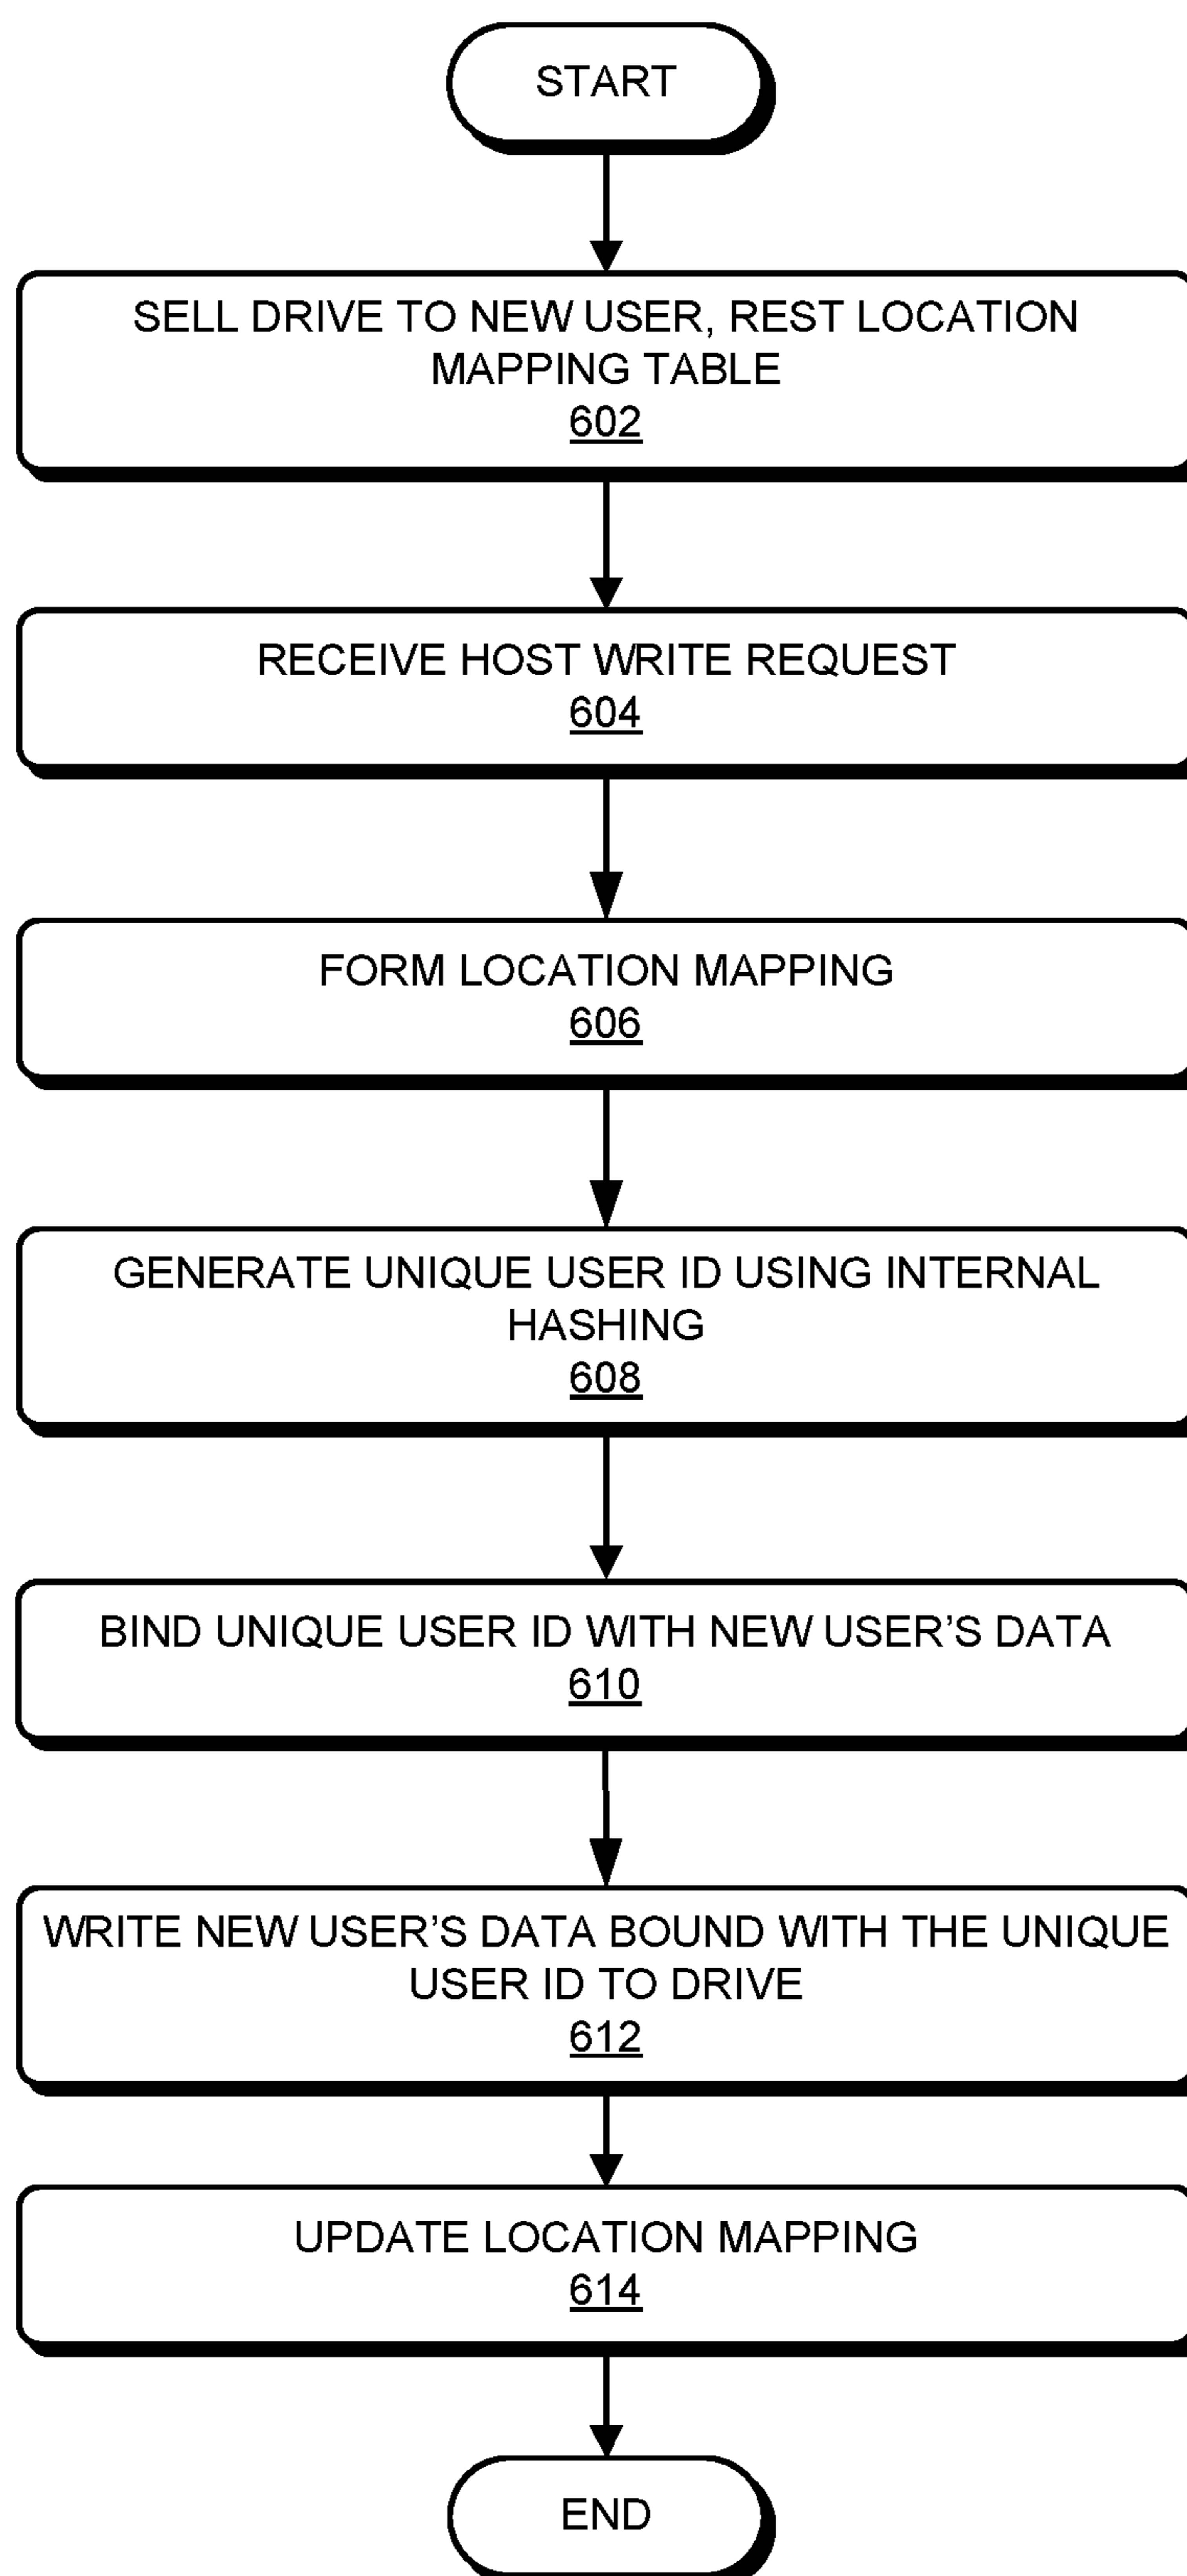 START
SELL DRIVE TO NEW USER, REST LOCATION
MAPPING TABLE
602
RECEIVE HOST WRITE REQUEST
604
FORM LOCATION MAPPING
606
GENERATE UNIQUE USER ID USING INTERNAL
HASHING
608
BIND UNIQUE USER ID WITH NEW USER’S DATA
610
WRITE NEW USER’S DATA BOUND WITH THE UNIQUE
USER ID TO DRIVE
612
UPDATE LOCATION MAPPING
614
END